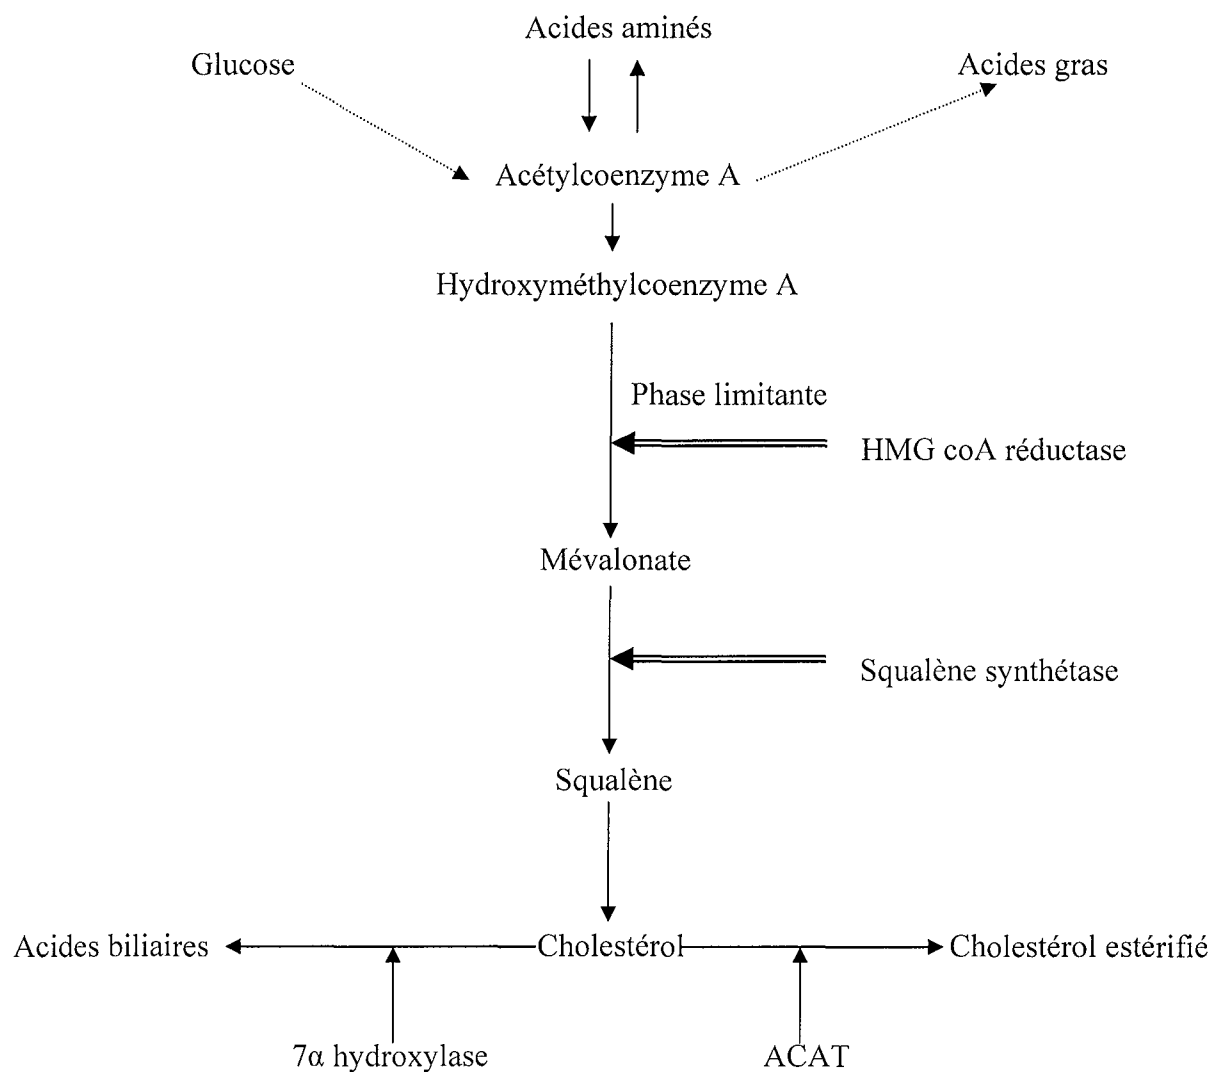 Acides aminés
Glucose
Acides gras
Acétylcoenzyme A
Hydroxyméthylcoenzyme A
Phase limitante
HMG coA réductase
Mévalonate
Squalène synthétase
Squalène
Acides biliaires
Cholestérol
Cholestérol estérifié
7α hydroxylase
ACAT